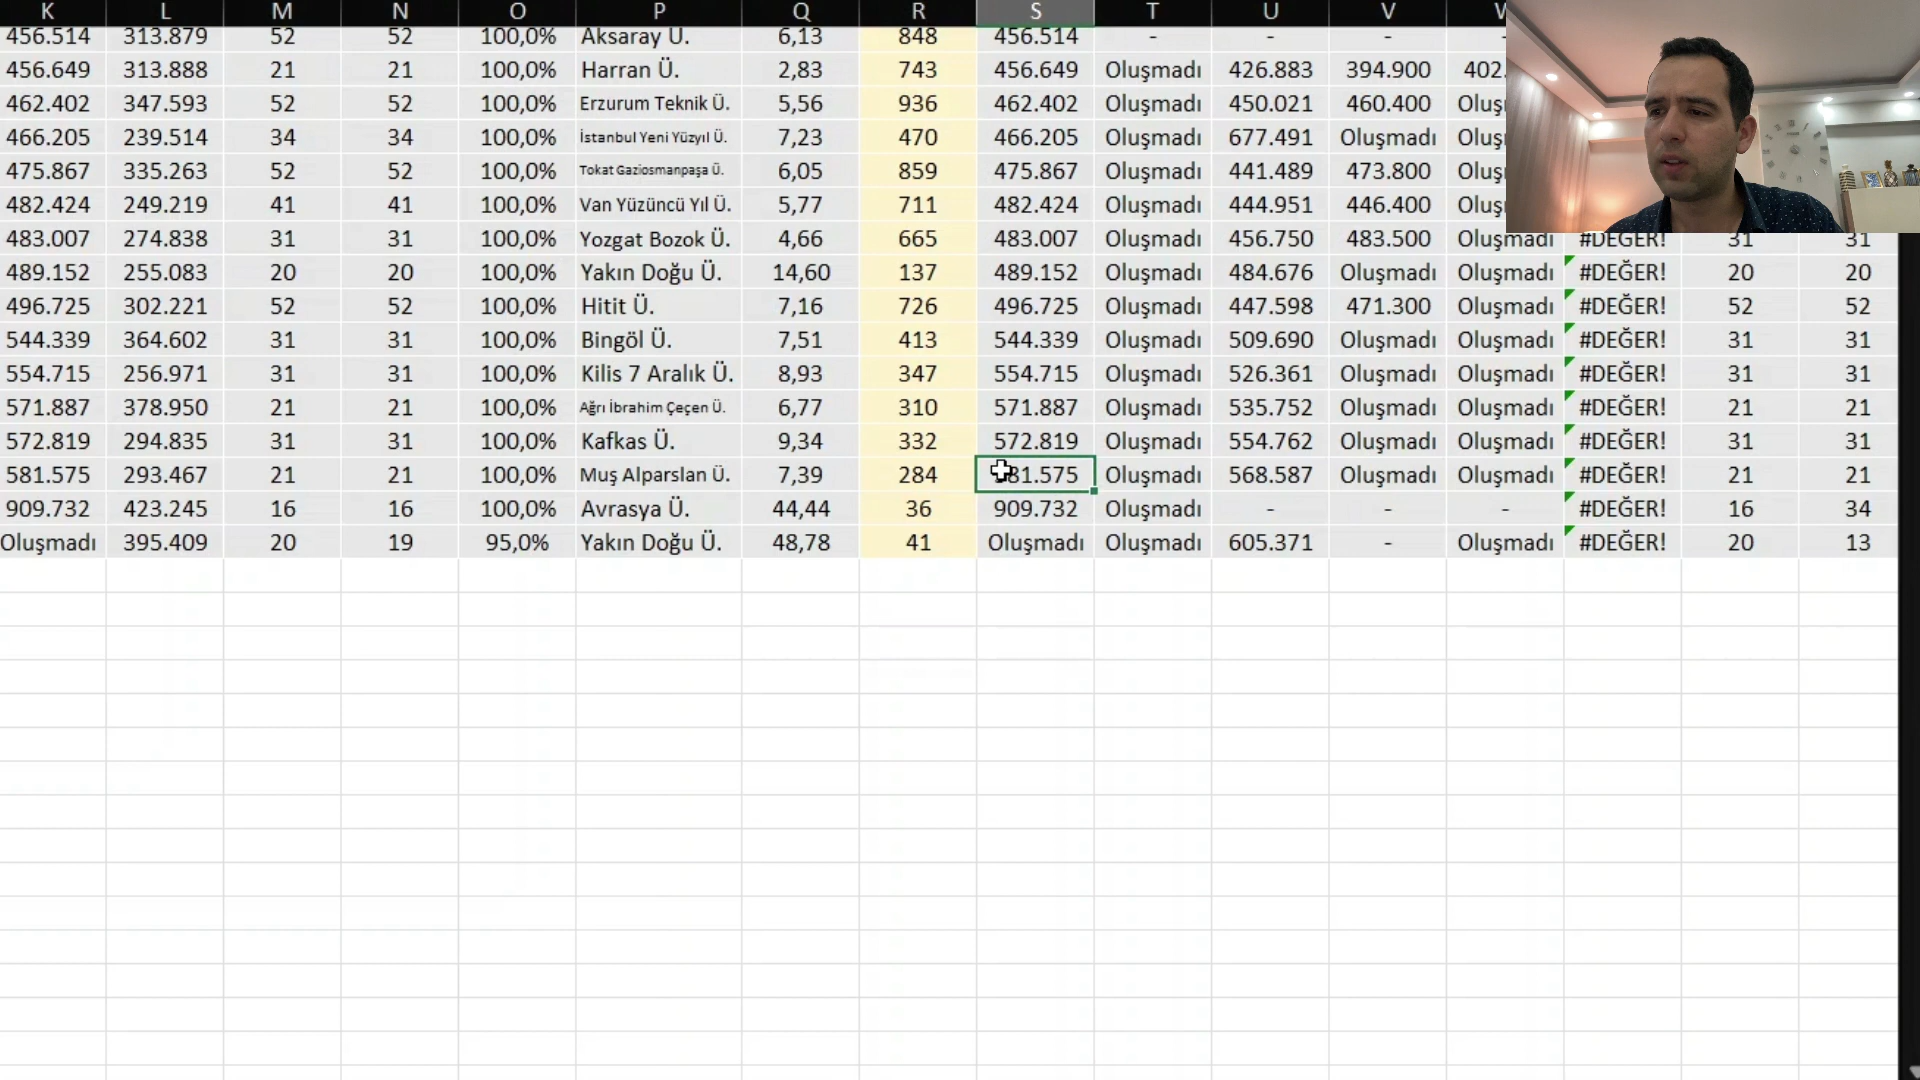 K L M N O P Q R S T U V
456.514 313.879 52 52 100,0% Aksaray Ü. 6,13 848 456.514 - - -
456.649 313.888 21 21 100,0% Harran Ü. 2,83 743 456.649 Oluşmadı 426.883 394.900 402.
462.402 347.593 52 52 100,0% Erzurum Teknik Ü. 5,56 936 462.402 Oluşmadı 450.021 460.400
466.205 239.514 34 34 100,0% İstanbul Yeni Yüzyıl Ü. 7,23 470 466.205 Oluşmadı 677.491 Oluşmadı
475.867 335.263 52 52 100,0% Tokat Gaziosmanpaşa Ü. 6,05 859 475.867 Oluşmadı 441.489 473.800
482.424 249.219 41 41 100,0% Van Yüzüncü Yıl Ü. 5,77 711 482.424 Oluşmadı 444.951 446.400
483.007 274.838 31 31 100,0% Yozgat Bozok Ü. 4,66 665 483.007 Oluşmadı 456.750 483.500 Oluşmadı #DEĞER! 31 31
489.152 255.083 20 20 100,0% Yakın Doğu Ü. 14,60 137 489.152 Oluşmadı 484.676 Oluşmadı Oluşmadı #DEĞER! 20 20
496.725 302.221 52 52 100,0% Hitit Ü. 7,16 726 496.725 Oluşmadı 447.598 471.300 Oluşmadı #DEĞER! 52 52
544.339 364.602 31 31 100,0% Bingöl Ü. 7,51 413 544.339 Oluşmadı 509.690 Oluşmadı Oluşmadı #DEĞER! 31 31
554.715 256.971 31 31 100,0% Kilis 7 Aralık Ü. 8,93 347 554.715 Oluşmadı 526.361 Oluşmadı Oluşmadı #DEĞER! 31 31
571.887 378.950 21 21 100,0% Ağrı İbrahim Çeçen Ü. 6,77 310 571.887 Oluşmadı 535.752 Oluşmadı Oluşmadı #DEĞER! 21 21
572.819 294.835 31 31 100,0% Kafkas Ü. 9,34 332 572.819 Oluşmadı 554.762 Oluşmadı Oluşmadı #DEĞER! 31 31
581.575 293.467 21 21 100,0% Muş Alparslan Ü. 7,39 284 81.575 Oluşmadı 568.587 Oluşmadı Oluşmadı #DEĞER! 21 21
909.732 423.245 16 16 100,0% Avrasya Ü. 44,44 36 909.732 Oluşmadı - - - #DEĞER! 16 34
Oluşmadı 395.409 20 19 95,0% Yakın Doğu Ü. 48,78 41 Oluşmadı Oluşmadı 605.371 - Oluşmadı #DEĞER! 20 13